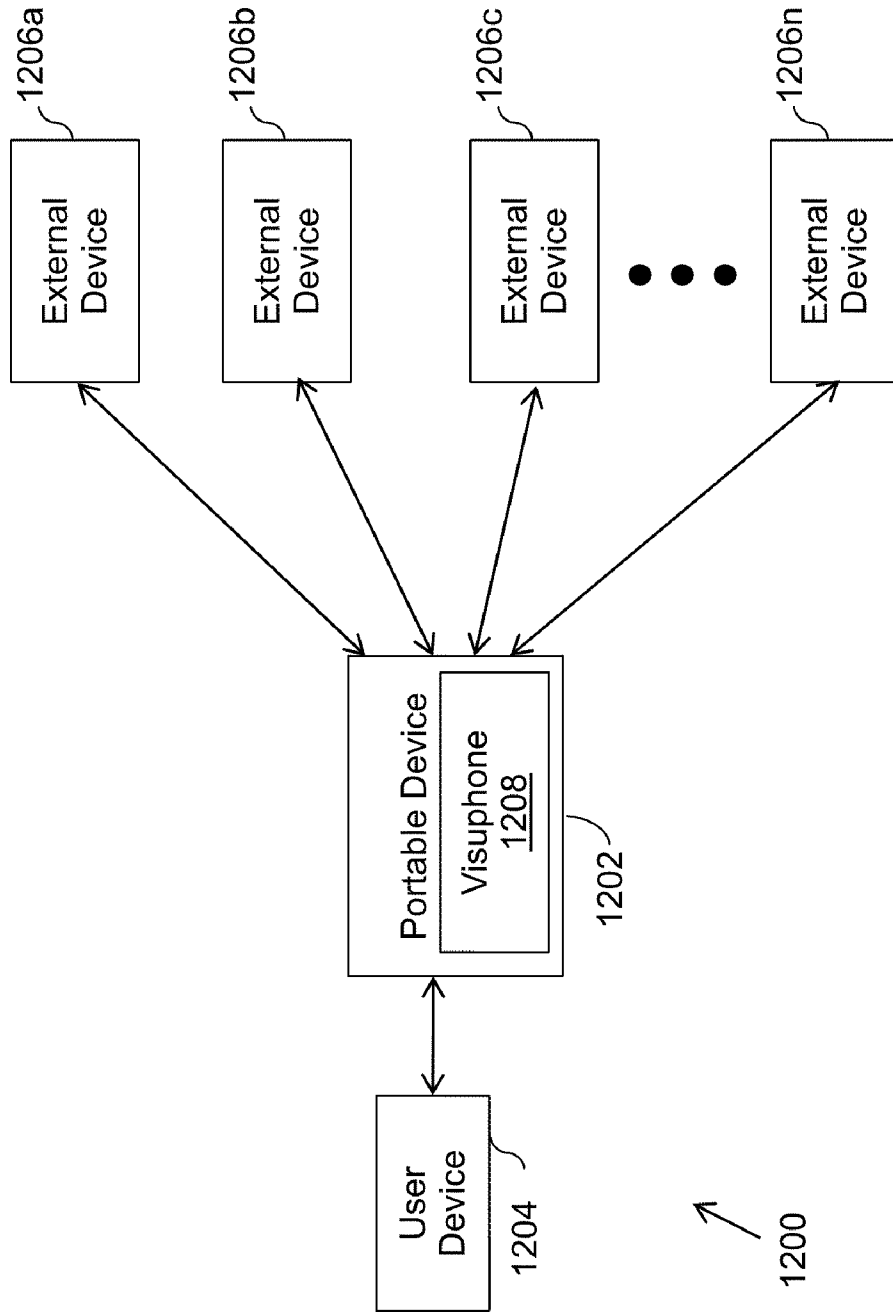 External
Device
1206a
External
Device
1206b
External
Device
1206c
External
Device
1206n
Portable Device
Visuphone
1208
1202
User
Device
1204
1200